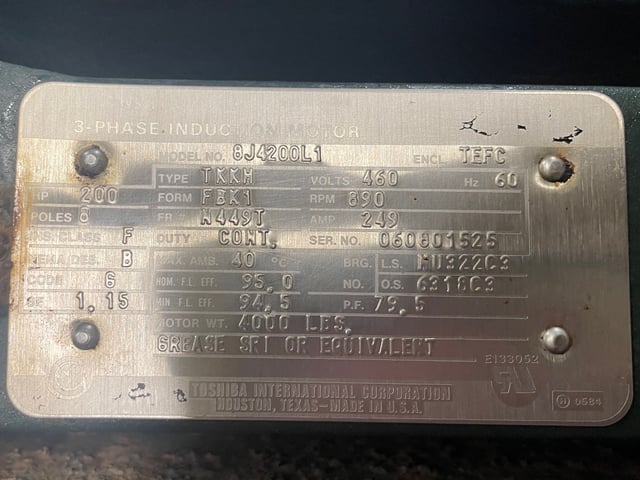 3-PHASE INDUCTION MOTOR
MODEL NO. 8J4200L1 ENCL. TEFC
TYPE TKKH VOLTS 460 Hz 60
HP 200 FORM FBK1 RPM 890
POLES 8 FR.# N449T AMP 249
INS. CLASS F DUTY CONT. SER. NO. 060801525
NEMA DES. B MAX. AMB. 40 °C BRG. L.S. NU322C3
CODE G NOM. F.L. EFF. 95.0 NO. O.S. 6318C3
SF 1.15 MIN F.L. EFF. 94.5 P.F. 79.5
MOTOR WT. 4000 LBS.
GREASE SRI OR EQUIVALENT
E133052
TOSHIBA INTERNATIONAL CORPORATION
HOUSTON, TEXAS-MADE IN U.S.A.
0584